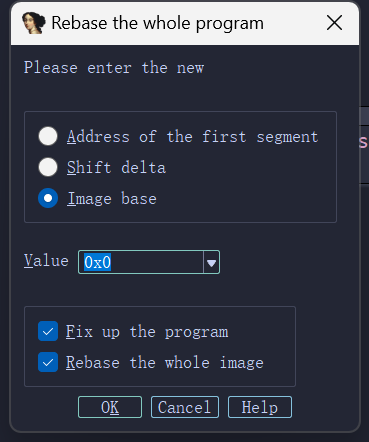 Rebase the whole program
Please enter the new
Address of the first segment
Shift delta
Image base
Value 0x0
Fix up the program
Rebase the whole image
OK Cancel Help